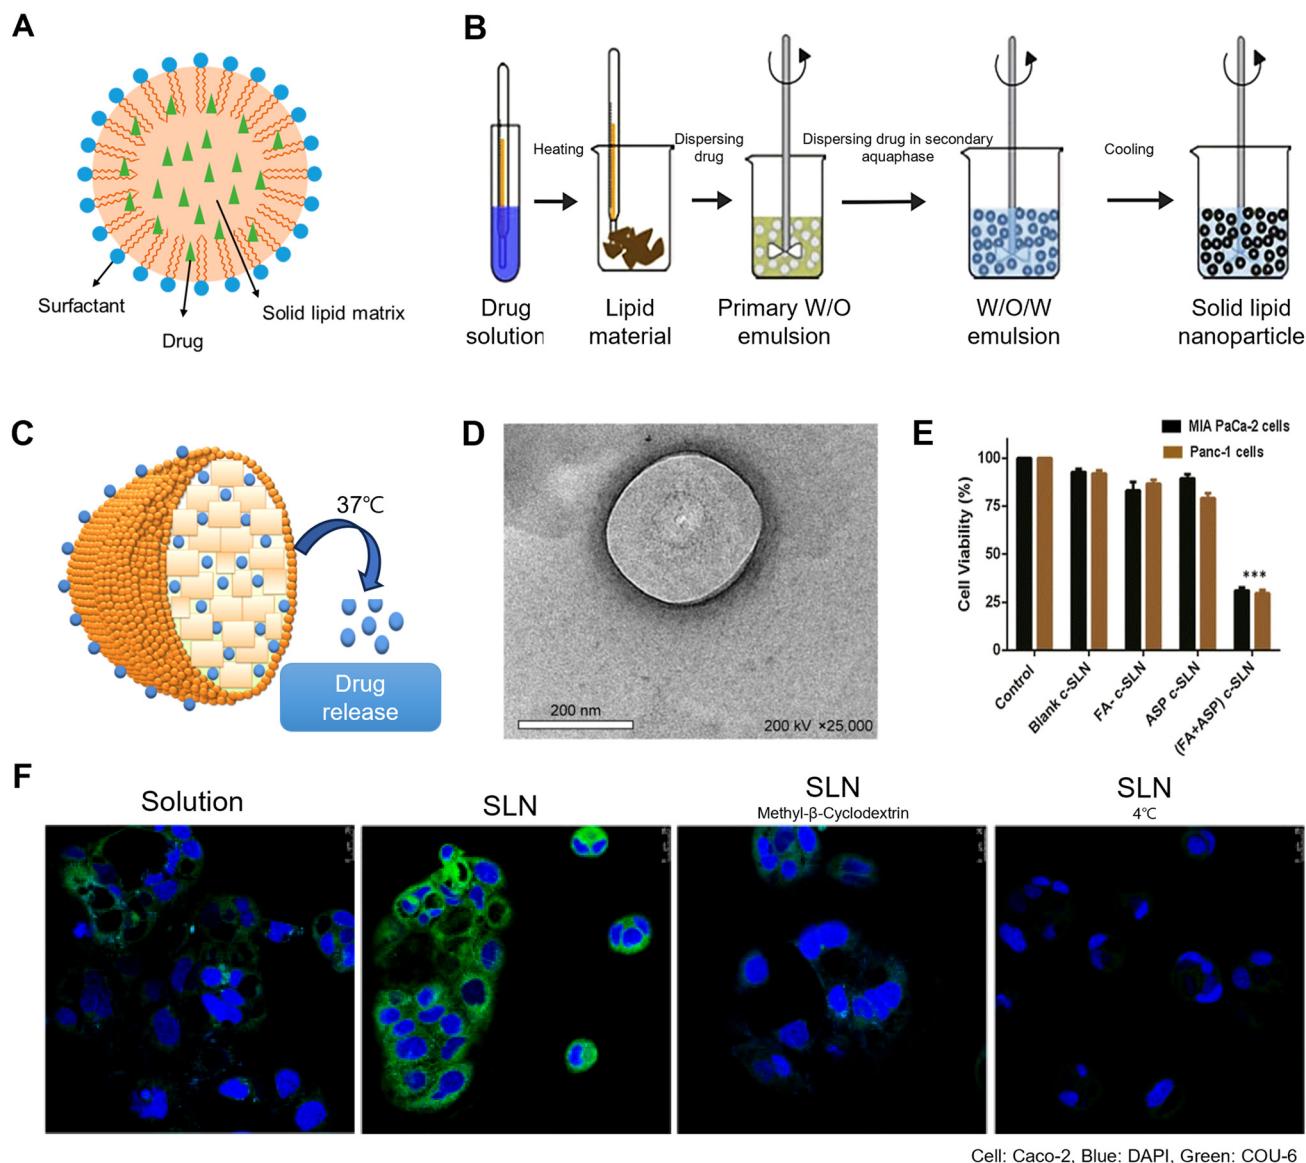 A
Surfactant
Drug
Solid lipid matrix
B
Heating
Dispersing
drug
Dispersing drug in secondary
aquaphase
Cooling
Drug
solution
Lipid
material
Primary W/O
emulsion
W/O/W
emulsion
Solid lipid
nanoparticle
C
37℃
Drug
release
D
200 nm
200 kV ×25,000
E
MIA PaCa-2 cells
Panc-1 cells
Cell Viability (%)
100
75
50
25
0
***
Control
Blank c-SLN
FA- c-SLN
ASP c-SLN
(FA+ASP) c-SLN
F
Solution
SLN
SLN
Methyl-β-Cyclodextrin
SLN
4℃
Cell: Caco-2, Blue: DAPI, Green: COU-6